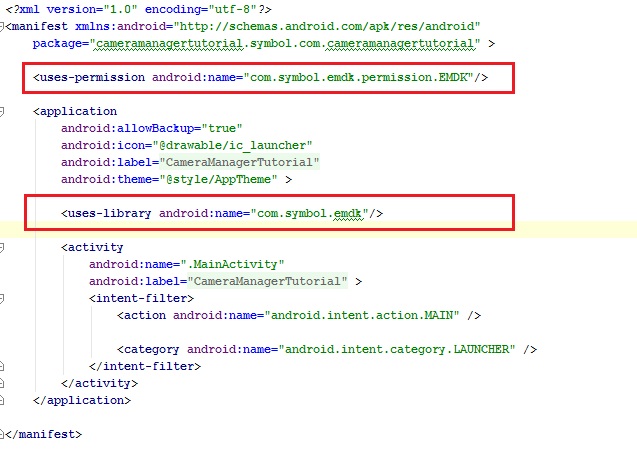 <?xml version="1.0" encoding="utf-8"?>
<manifest xmlns:android="http://schemas.android.com/apk/res/android"
package="cameramanagertutorial.symbol.com.cameramanagertutorial" >
<uses-permission android:name="com.symbol.emdk.permission.EMDK"/>
<application
android:allowBackup="true"
android:icon="@drawable/ic_launcher"
android:label="CameraManagerTutorial"
android:theme="@style/AppTheme" >
<uses-library android:name="com.symbol.emdk"/>
<activity
android:name=".MainActivity"
android:label="CameraManagerTutorial" >
<intent-filter>
<action android:name="android.intent.action.MAIN" />
<category android:name="android.intent.category.LAUNCHER" />
</intent-filter>
</activity>
</application>
</manifest>